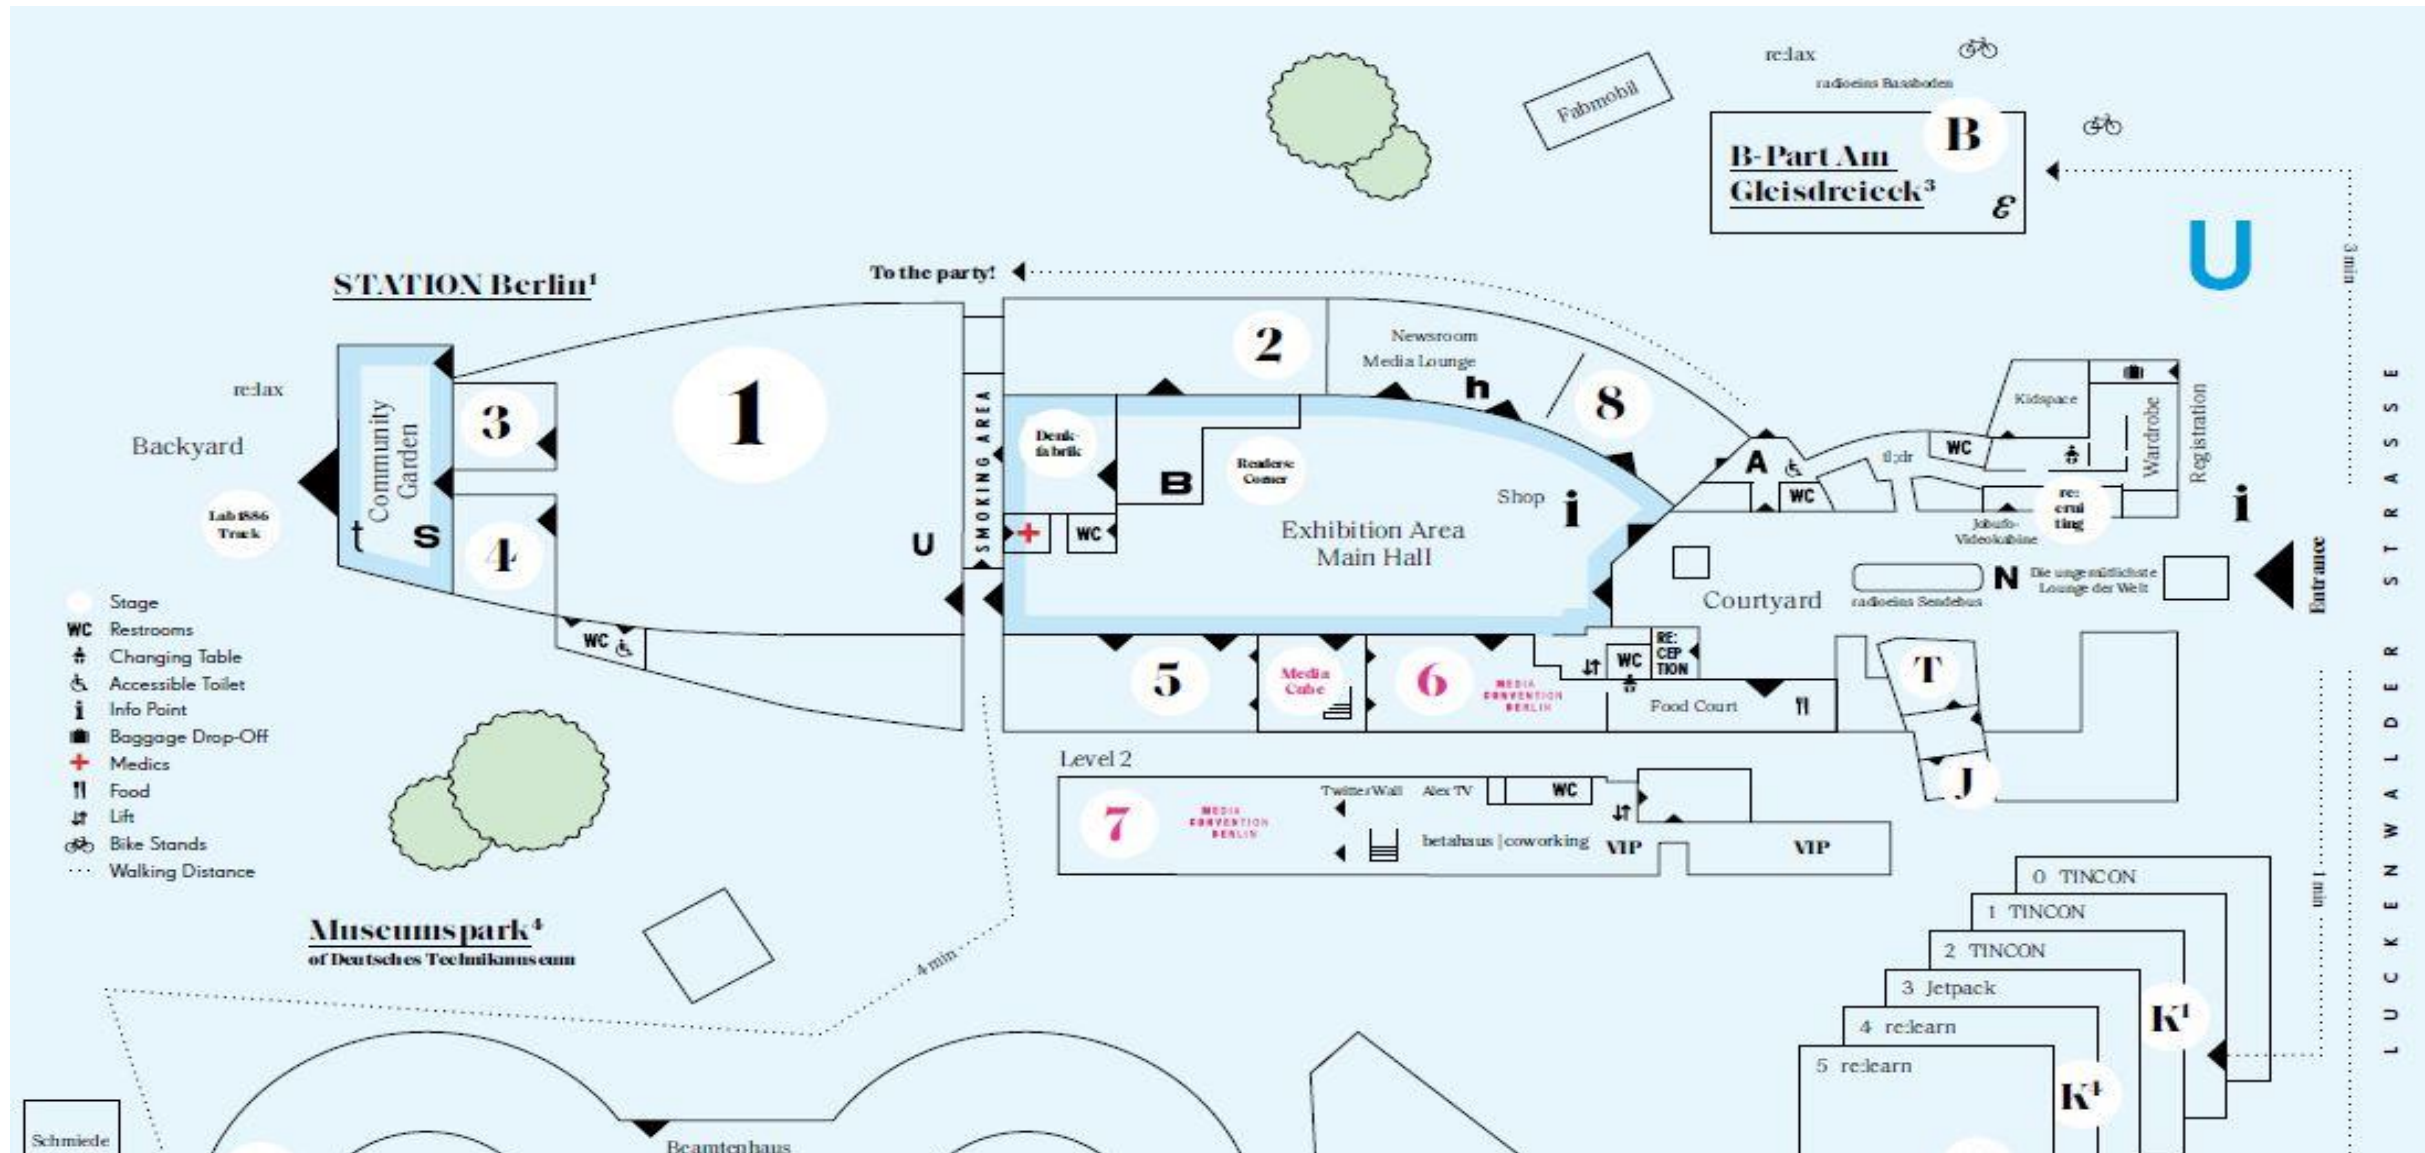 re:lax
radioeins Bassboden
Fabmobil
B
B-Part Am
Gleisdreieck³
ε
U
3 min
To the party!
STATION Berlin¹
re:lax
Backyard
Lab1886
Truck
Community
Garden
t
S
3
4
1
U
SMOKING AREA
2
Newsroom
Media Lounge
h
8
Denk-
fabrik
B
Corner
WC
Shop
i
Exhibition Area
Main Hall
A
WC
tl;dr
WC
Kidspace
Wardrobe
Registration
re:
crui
ting
Jobufo-
Videokabine
i
Entrance
Courtyard
radioeins Sendebus
N
Die ungemütlichste
Lounge der Welt
LUCKENWALDER STRASSE
Stage
WC Restrooms
Changing Table
Accessible Toilet
i Info Point
Baggage Drop-Off
Medics
Food
Lift
Bike Stands
Walking Distance
WC
5
Media
Cube
6
MEDIA
CONVENTION
BERLIN
WC
RE:
CEP
TION
Food Court
T
J
Level 2
7
MEDIA
CONVENTION
BERLIN
Twitter Wall
Alex TV
WC
betahaus | coworking
VIP
VIP
1 min
Museumspark⁴
of Deutsches Technikmuseum
4 min
0 TINCON
1 TINCON
2 TINCON
3 Jetpack
4 re:learn
5 re:learn
K¹
K⁴
Schmiede
Beamtenhaus